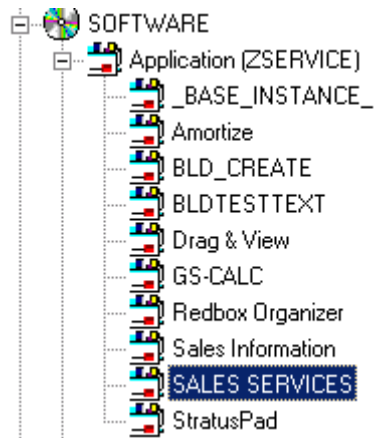 SOFTWARE
Application (ZSERVICE)
_BASE_INSTANCE_
Amortize
BLD_CREATE
BLDTESTTEXT
Drag & View
GS-CALC
Redbox Organizer
Sales Information
SALES SERVICES
StratusPad